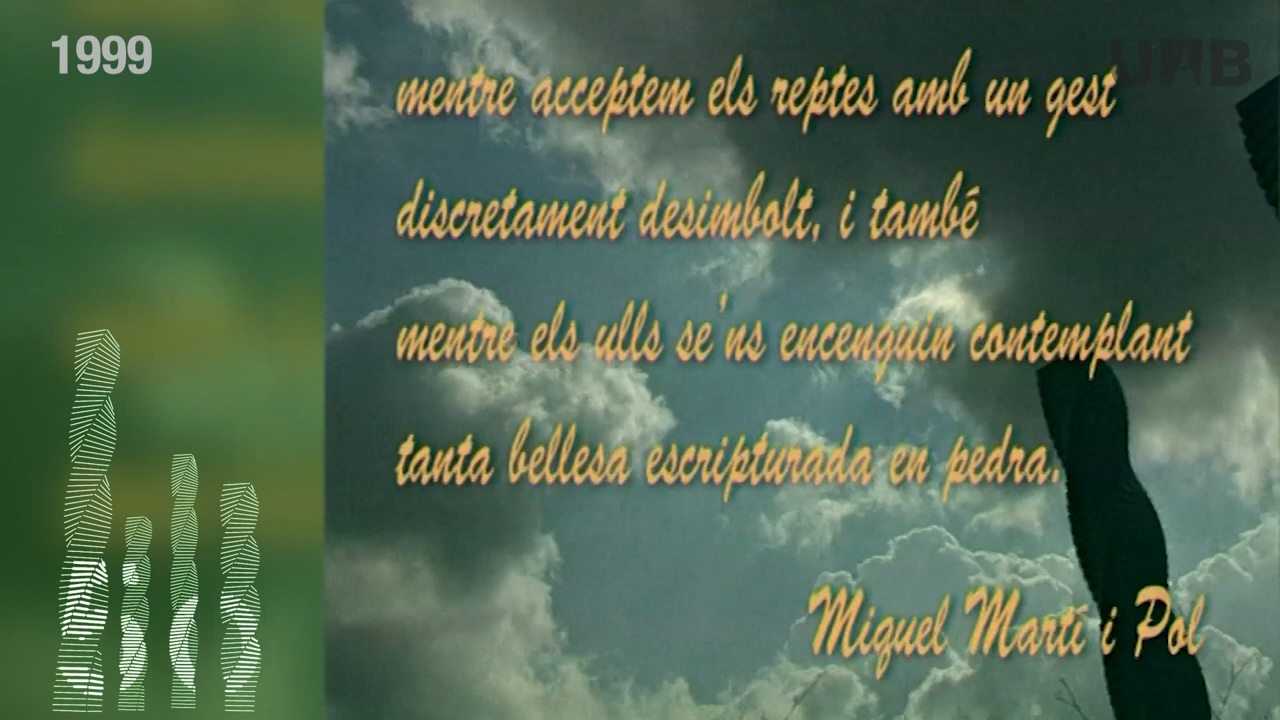 1999
UAB
mentre acceptem els reptes amb un gest
discretament desimbolt, i també
mentre els ulls se'ns encenguin contemplant
tanta bellesa escripturada en pedra.
Miquel Martí i Pol